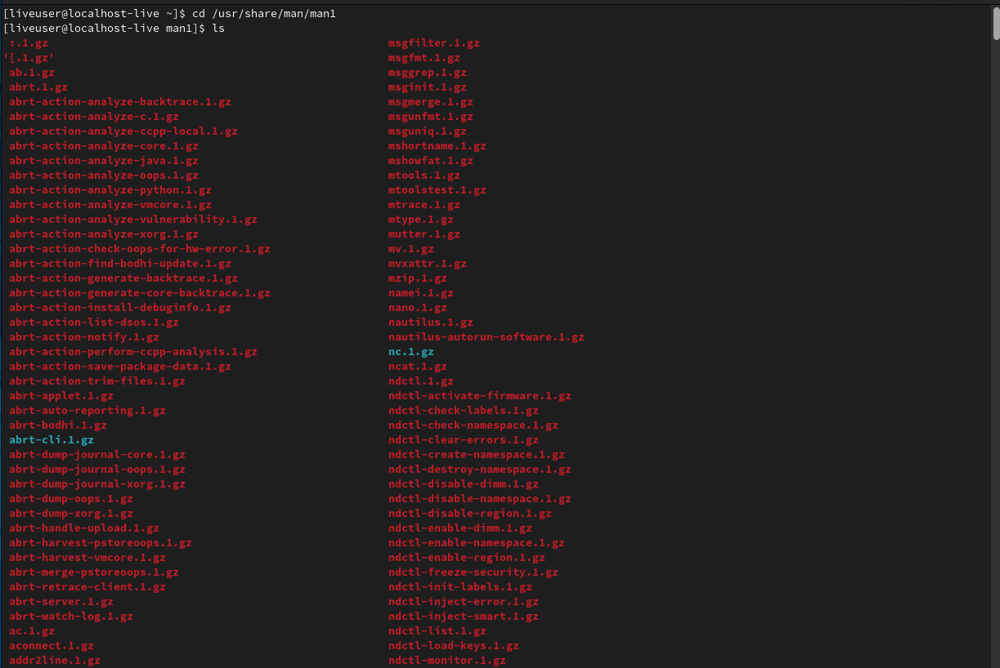 [liveuser@localhost-live ~]$ cd /usr/share/man/man1
[liveuser@localhost-live man1]$ ls
:.1.gz msgfilter.1.gz
'[.1.gz' msgfmt.1.gz
ab.1.gz msggrep.1.gz
abrt.1.gz msginit.1.gz
abrt-action-analyze-backtrace.1.gz msgmerge.1.gz
abrt-action-analyze-c.1.gz msgunfmt.1.gz
abrt-action-analyze-ccpp-local.1.gz msguniq.1.gz
abrt-action-analyze-core.1.gz mshortname.1.gz
abrt-action-analyze-java.1.gz mshowfat.1.gz
abrt-action-analyze-oops.1.gz mtools.1.gz
abrt-action-analyze-python.1.gz mtoolstest.1.gz
abrt-action-analyze-vmcore.1.gz mtrace.1.gz
abrt-action-analyze-vulnerability.1.gz mtype.1.gz
abrt-action-analyze-xorg.1.gz mutter.1.gz
abrt-action-check-oops-for-hw-error.1.gz mv.1.gz
abrt-action-find-bodhi-update.1.gz mvxattr.1.gz
abrt-action-generate-backtrace.1.gz mzip.1.gz
abrt-action-generate-core-backtrace.1.gz namei.1.gz
abrt-action-install-debuginfo.1.gz nano.1.gz
abrt-action-list-dsos.1.gz nautilus.1.gz
abrt-action-notify.1.gz nautilus-autorun-software.1.gz
abrt-action-perform-ccpp-analysis.1.gz nc.1.gz
abrt-action-save-package-data.1.gz ncat.1.gz
abrt-action-trim-files.1.gz ndctl.1.gz
abrt-applet.1.gz ndctl-activate-firmware.1.gz
abrt-auto-reporting.1.gz ndctl-check-labels.1.gz
abrt-bodhi.1.gz ndctl-check-namespace.1.gz
abrt-cli.1.gz ndctl-clear-errors.1.gz
abrt-dump-journal-core.1.gz ndctl-create-namespace.1.gz
abrt-dump-journal-oops.1.gz ndctl-destroy-namespace.1.gz
abrt-dump-journal-xorg.1.gz ndctl-disable-dimm.1.gz
abrt-dump-oops.1.gz ndctl-disable-namespace.1.gz
abrt-dump-xorg.1.gz ndctl-disable-region.1.gz
abrt-handle-upload.1.gz ndctl-enable-dimm.1.gz
abrt-harvest-pstoreoops.1.gz ndctl-enable-namespace.1.gz
abrt-harvest-vmcore.1.gz ndctl-enable-region.1.gz
abrt-merge-pstoreoops.1.gz ndctl-freeze-security.1.gz
abrt-retrace-client.1.gz ndctl-init-labels.1.gz
abrt-server.1.gz ndctl-inject-error.1.gz
abrt-watch-log.1.gz ndctl-inject-smart.1.gz
ac.1.gz ndctl-list.1.gz
aconnect.1.gz ndctl-load-keys.1.gz
addr2line.1.gz ndctl-monitor.1.gz